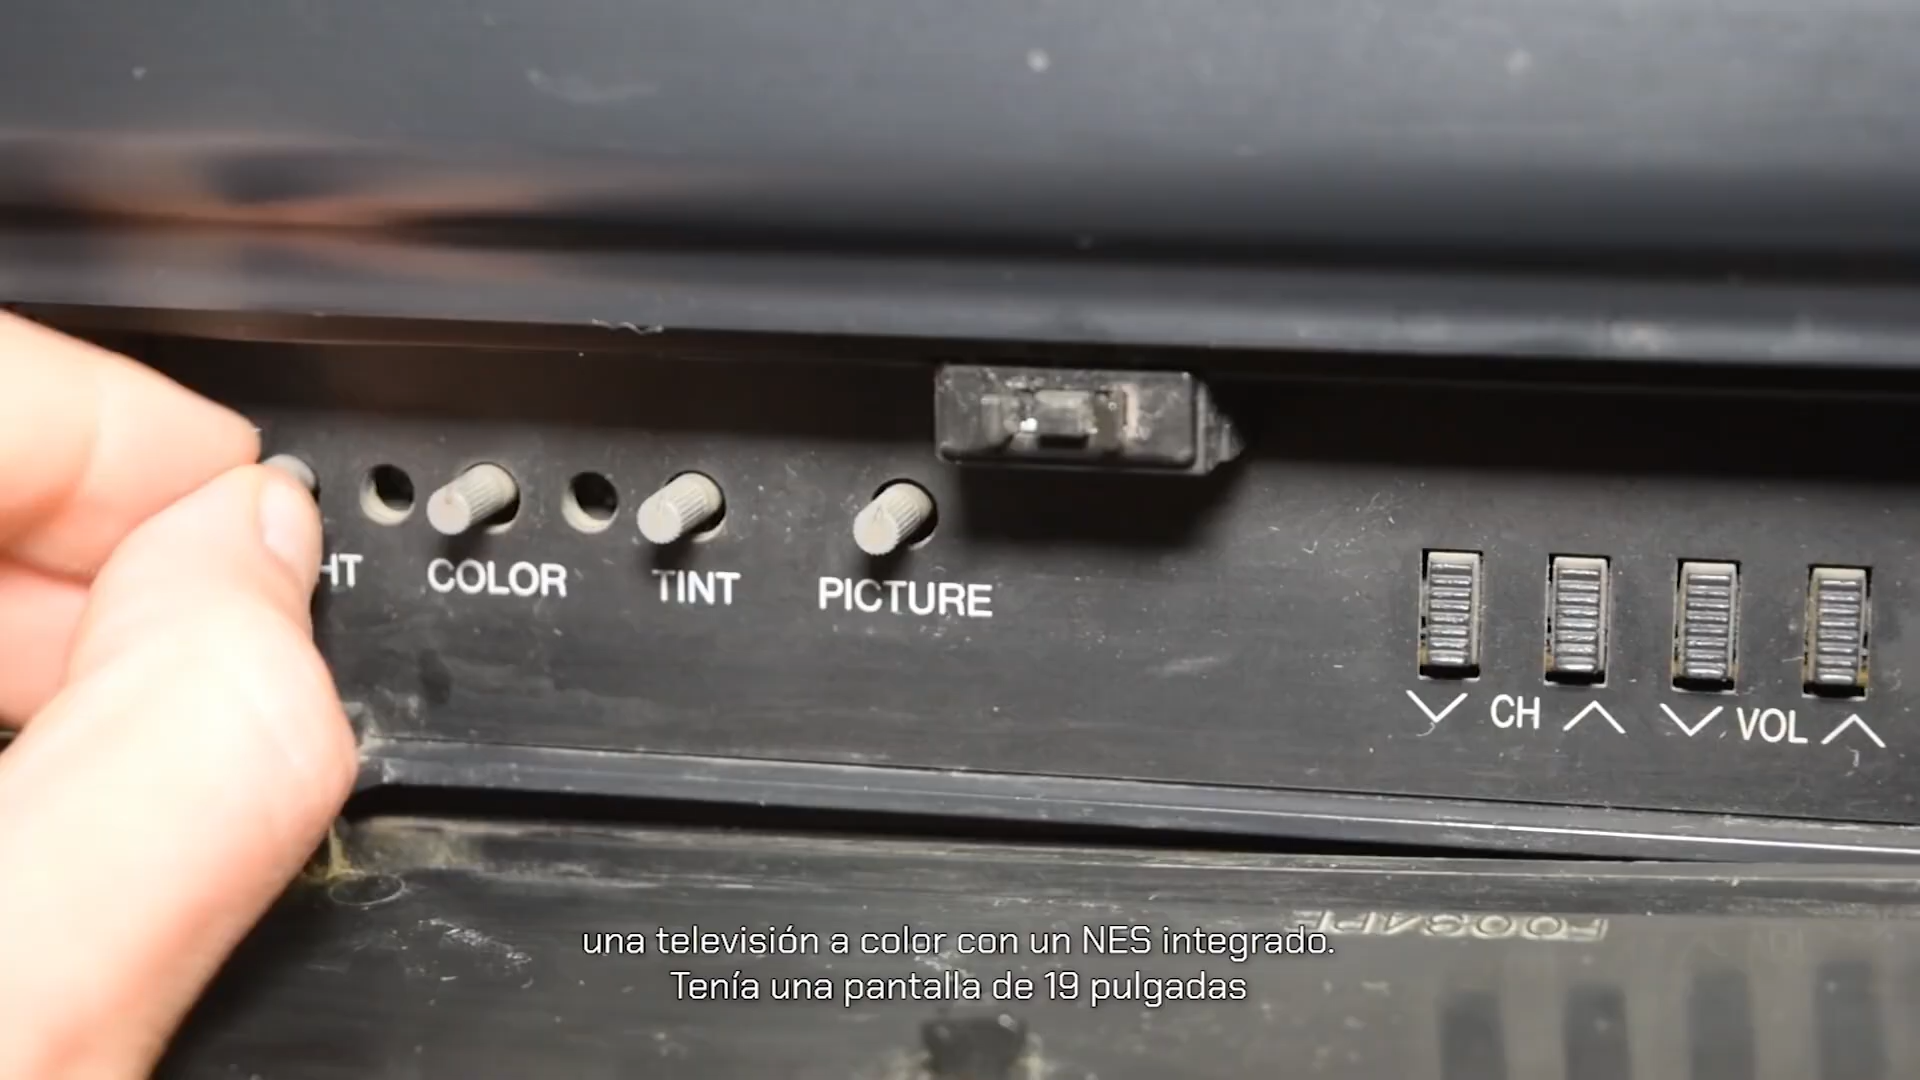 HT COLOR TINT PICTURE
CH VOL
una televisión a color con un NES integrado.
Tenía una pantalla de 19 pulgadas